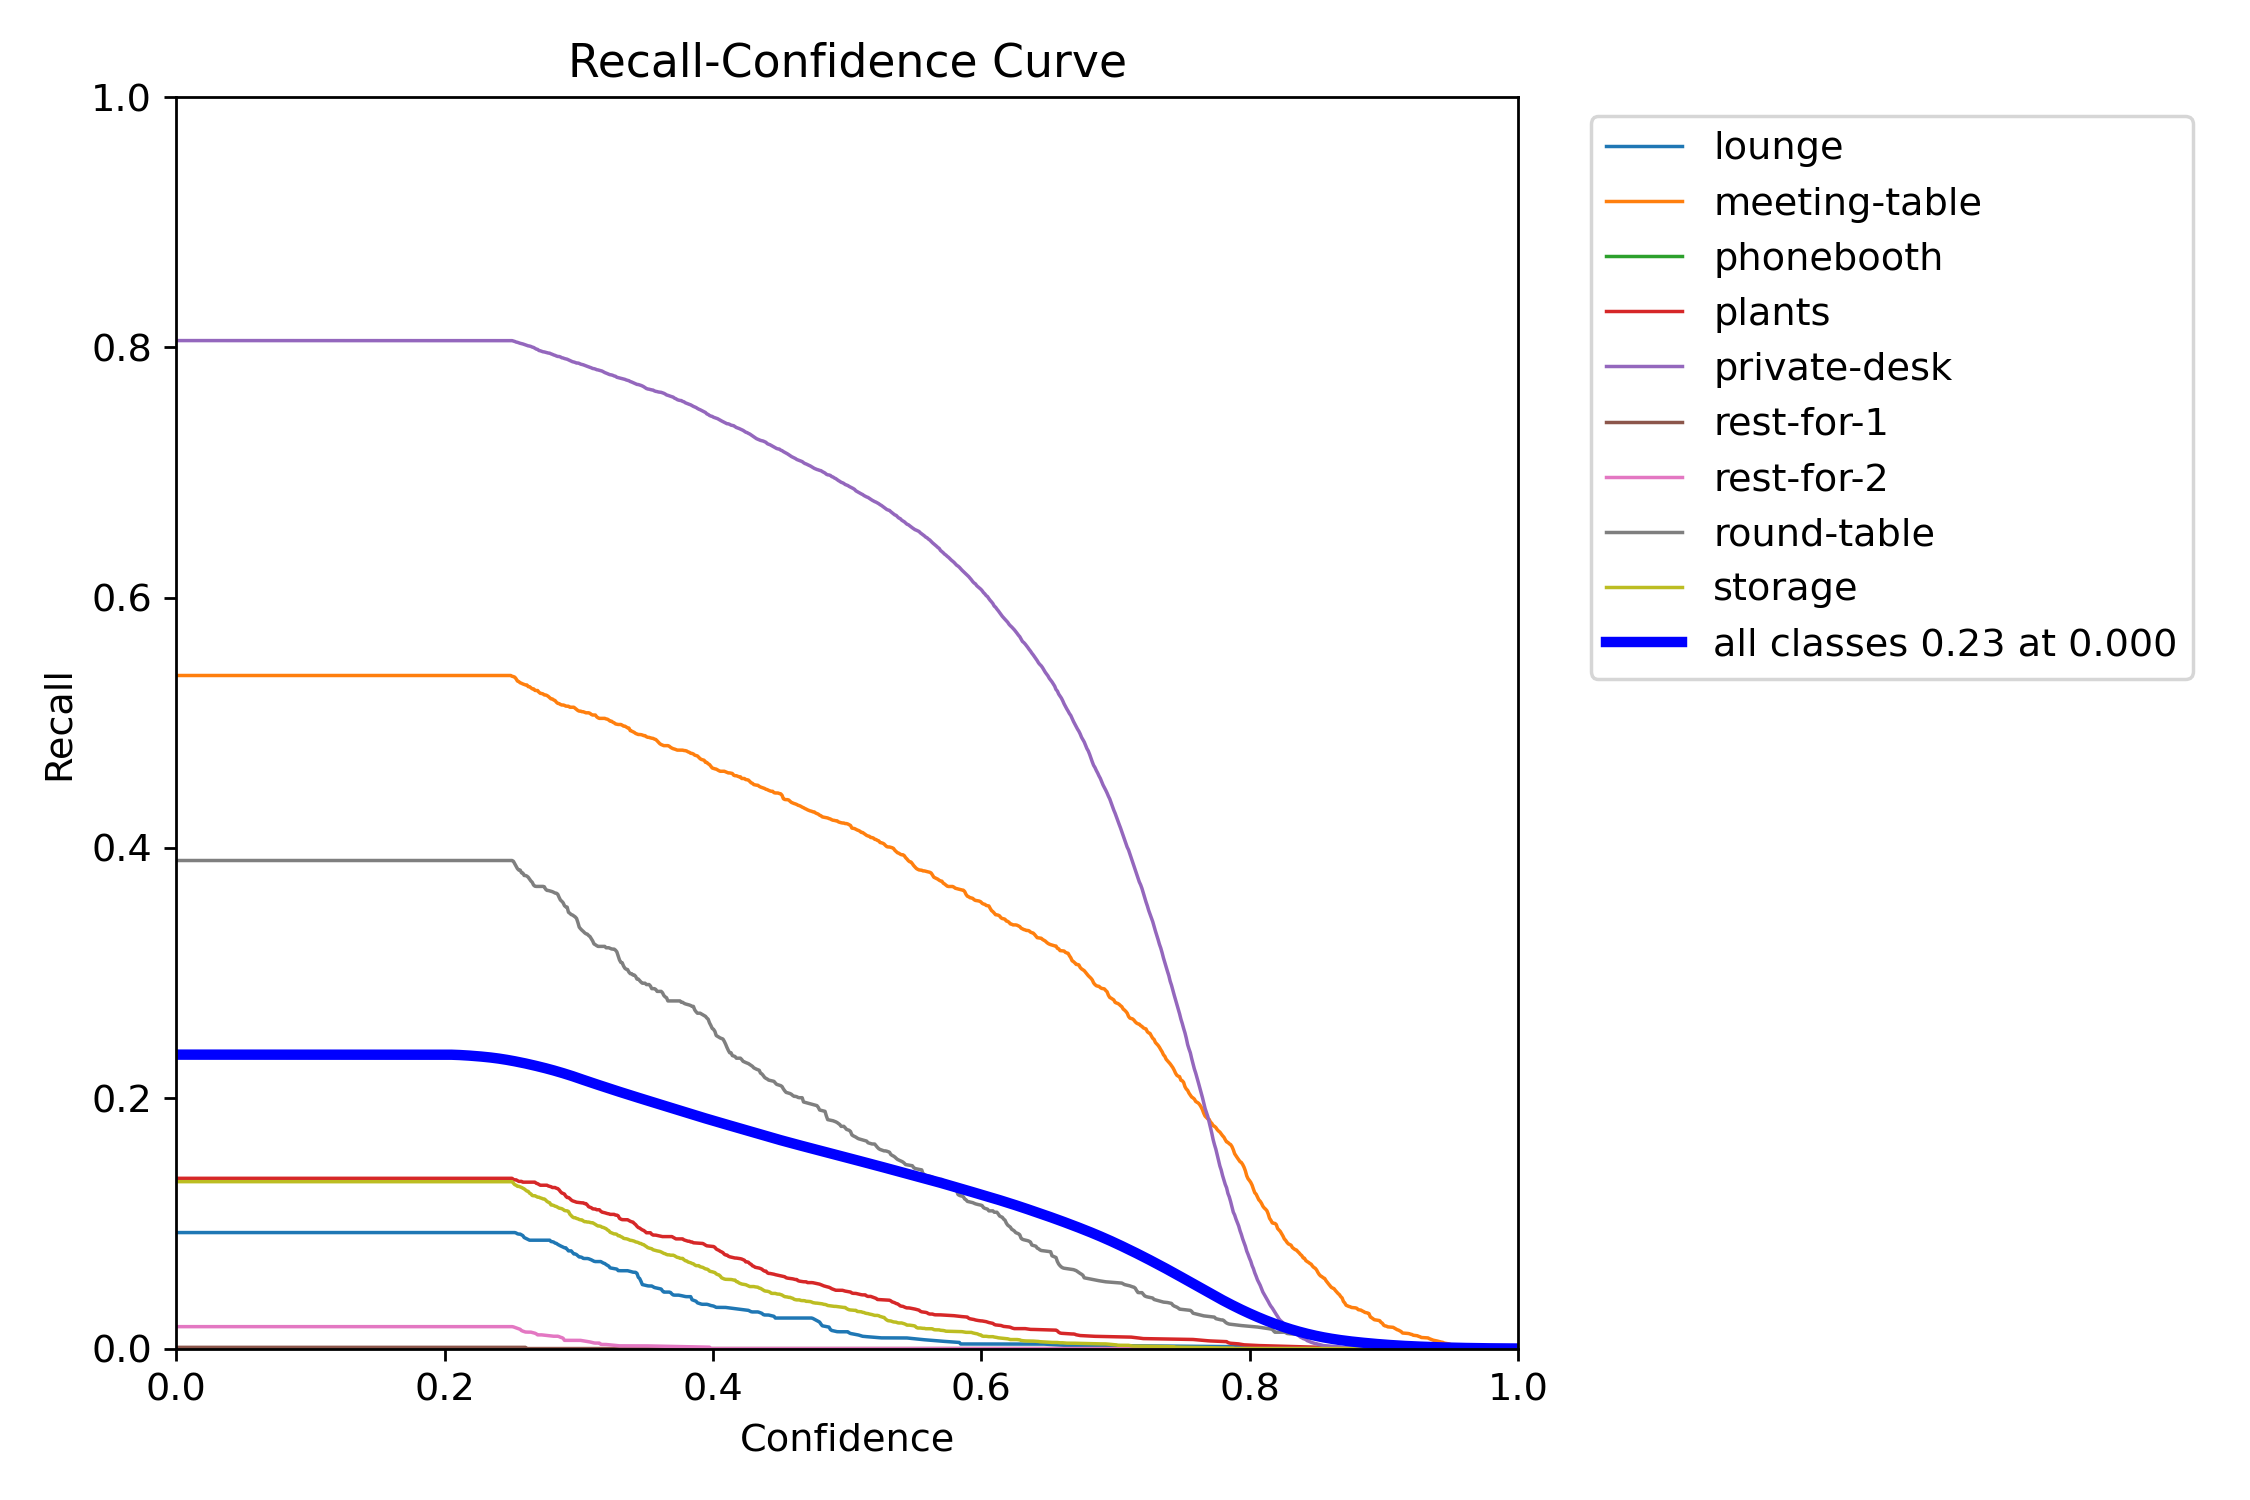 Recall-Confidence Curve
1.0
0.8
0.6
0.4
0.2
0.0
Recall
0.0 0.2 0.4 0.6 0.8 1.0
Confidence
lounge
meeting-table
phonebooth
plants
private-desk
rest-for-1
rest-for-2
round-table
storage
all classes 0.23 at 0.000